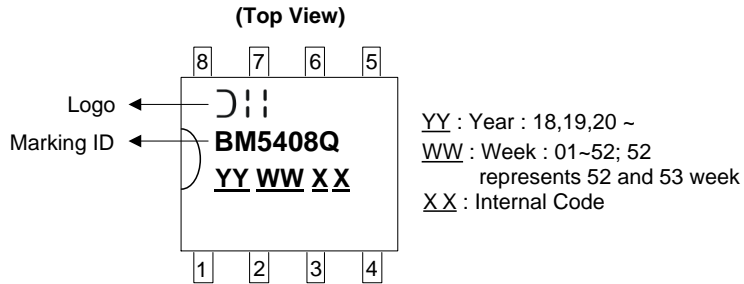 (Top View)
8 7 6 5
Logo
Marking ID
BM5408Q
YY WW X X
1 2 3 4
YY : Year : 18,19,20 ~
WW : Week : 01~52; 52
represents 52 and 53 week
X X : Internal Code